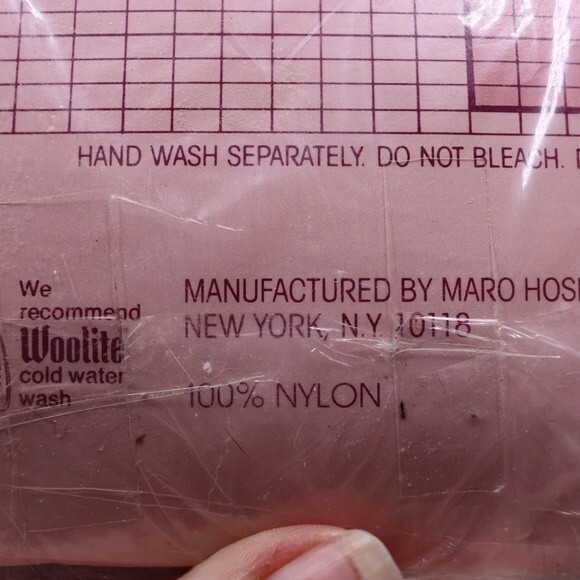 HAND WASH SEPARATELY. DO NOT BLEACH.
We
recommend
Woolite
cold water
wash
MANUFACTURED BY MARO
NEW YORK, N.Y. 10118
100% NYLON